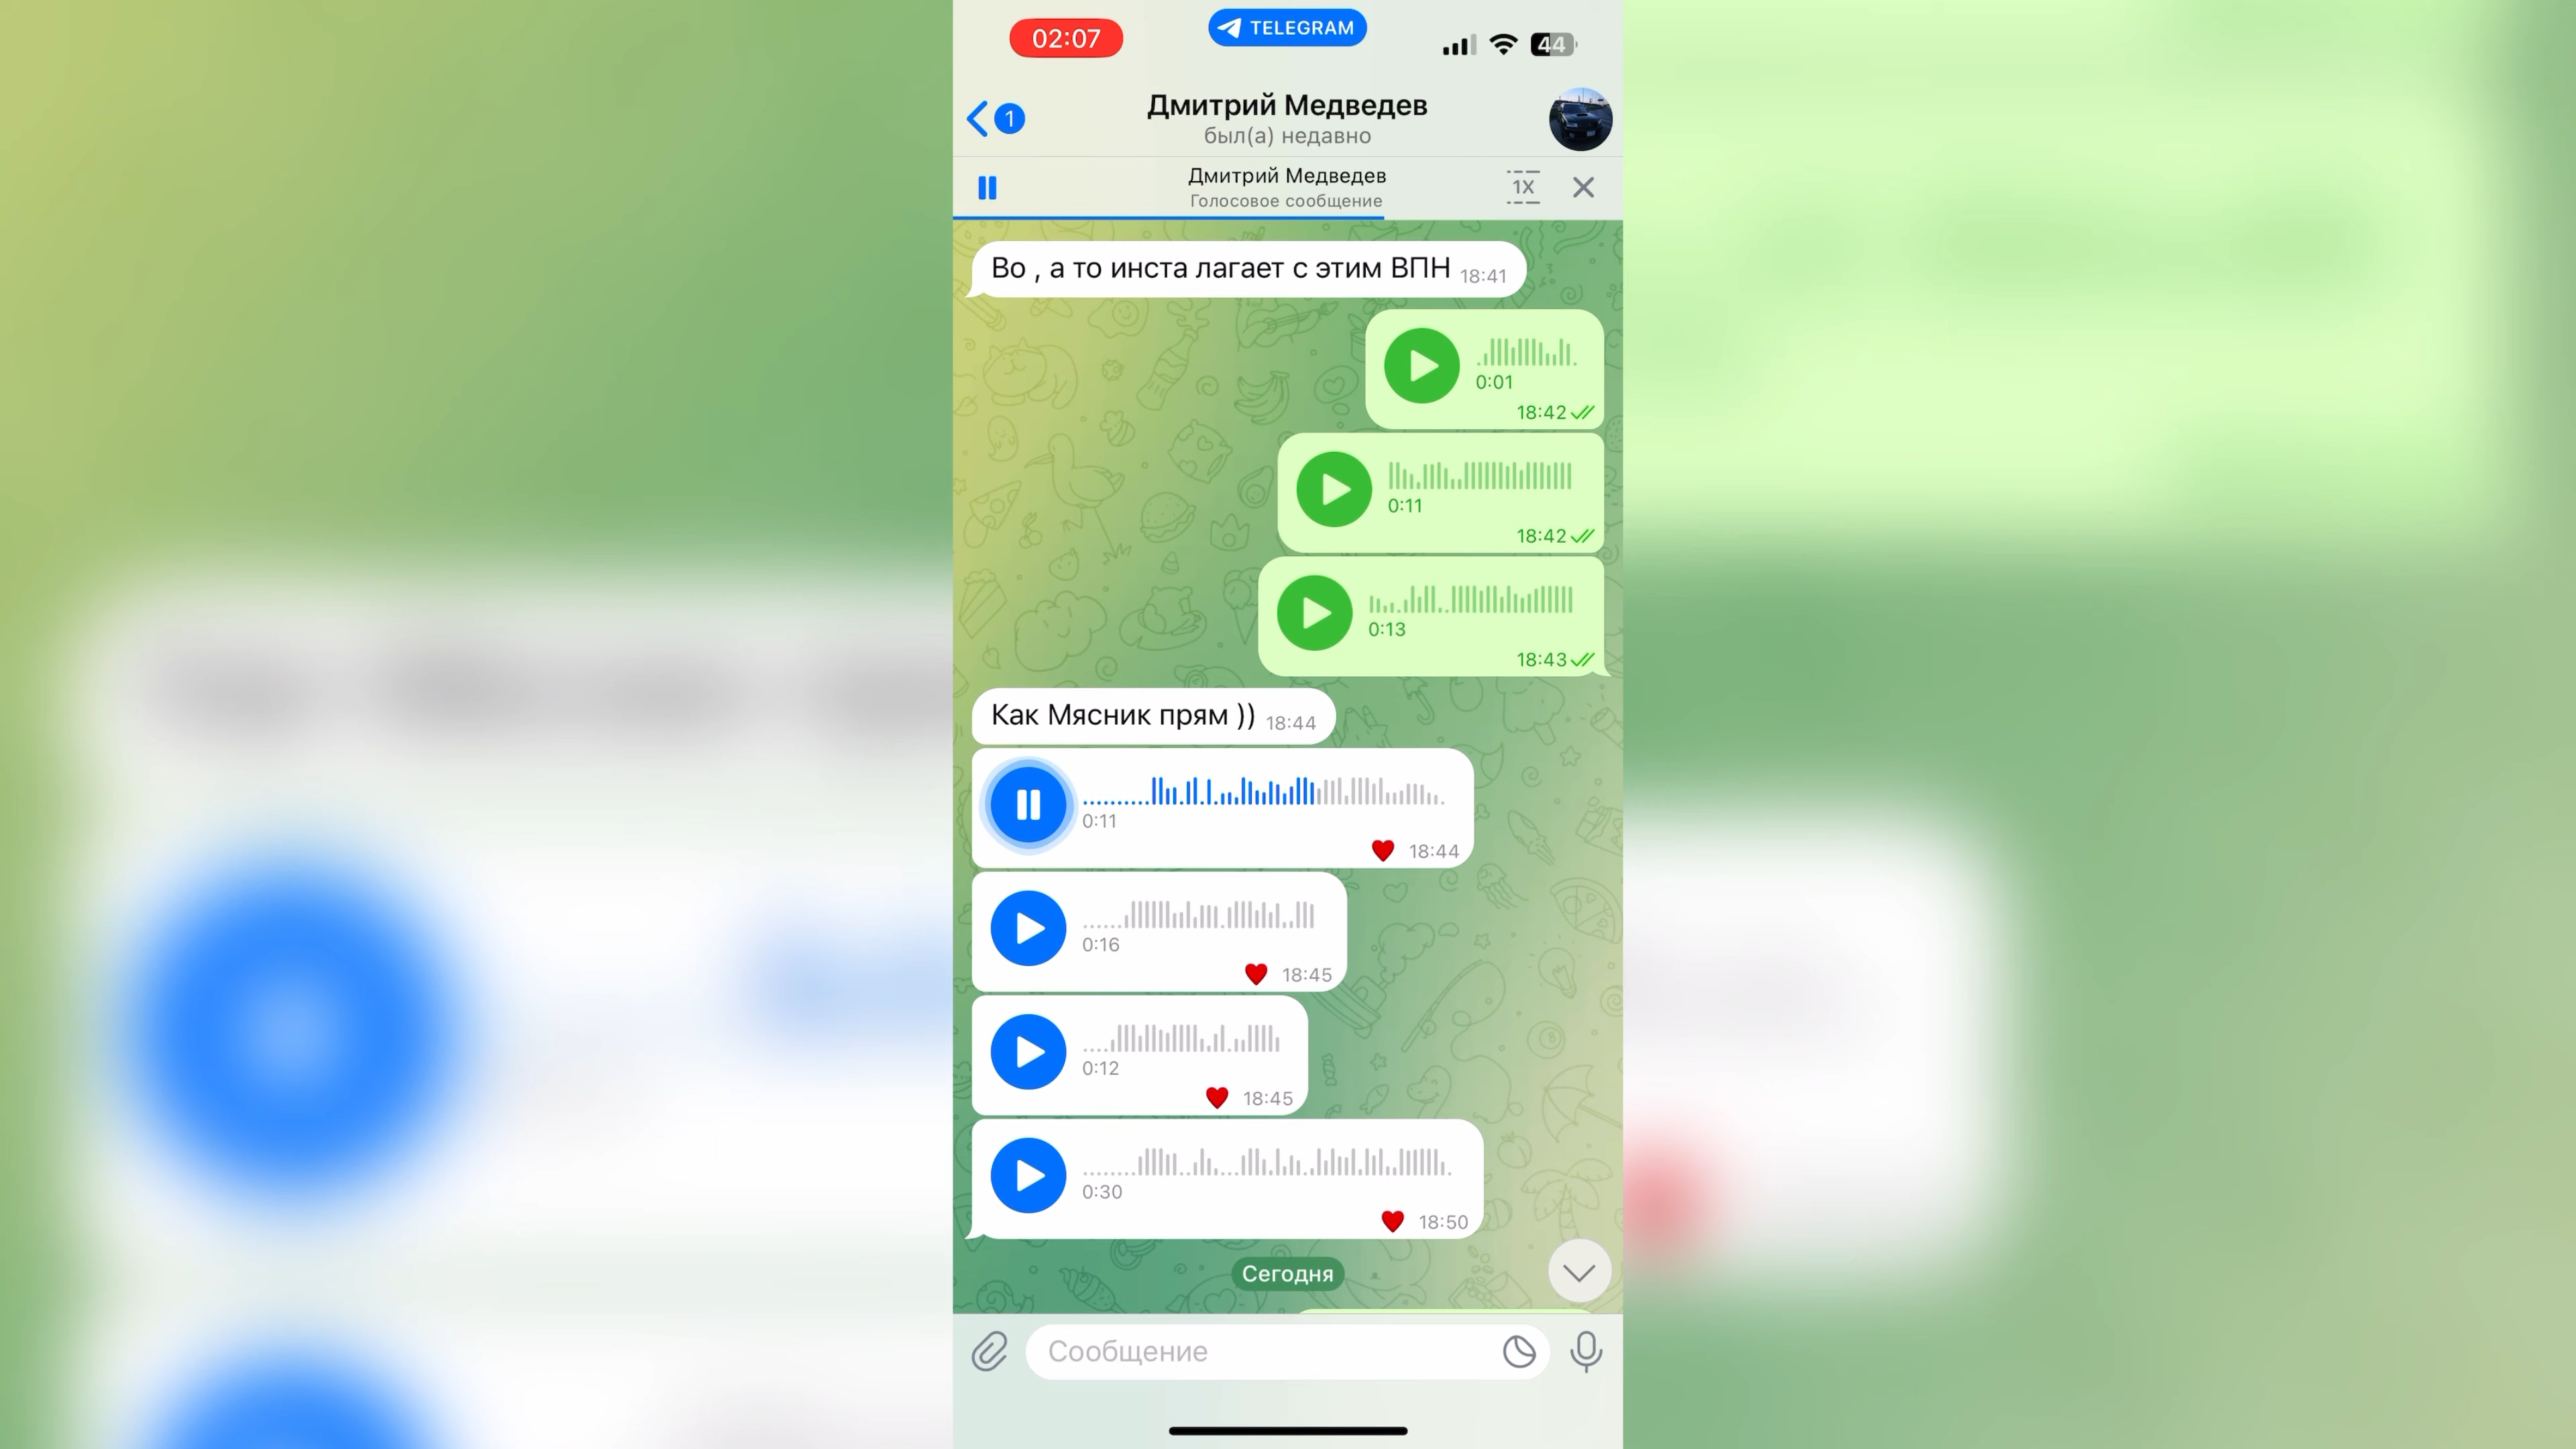 02:07
TELEGRAM
44
1
Дмитрий Медведев
был(а) недавно
Дмитрий Медведев
Голосовое сообщение
1X
Во , а то инста лагает с этим ВПН 18:41
0:01
18:42
0:11
18:42
0:13
18:43
Как Мясник прям )) 18:44
0:11
18:44
0:16
18:45
0:12
18:45
0:30
18:50
Сегодня
Сообщение